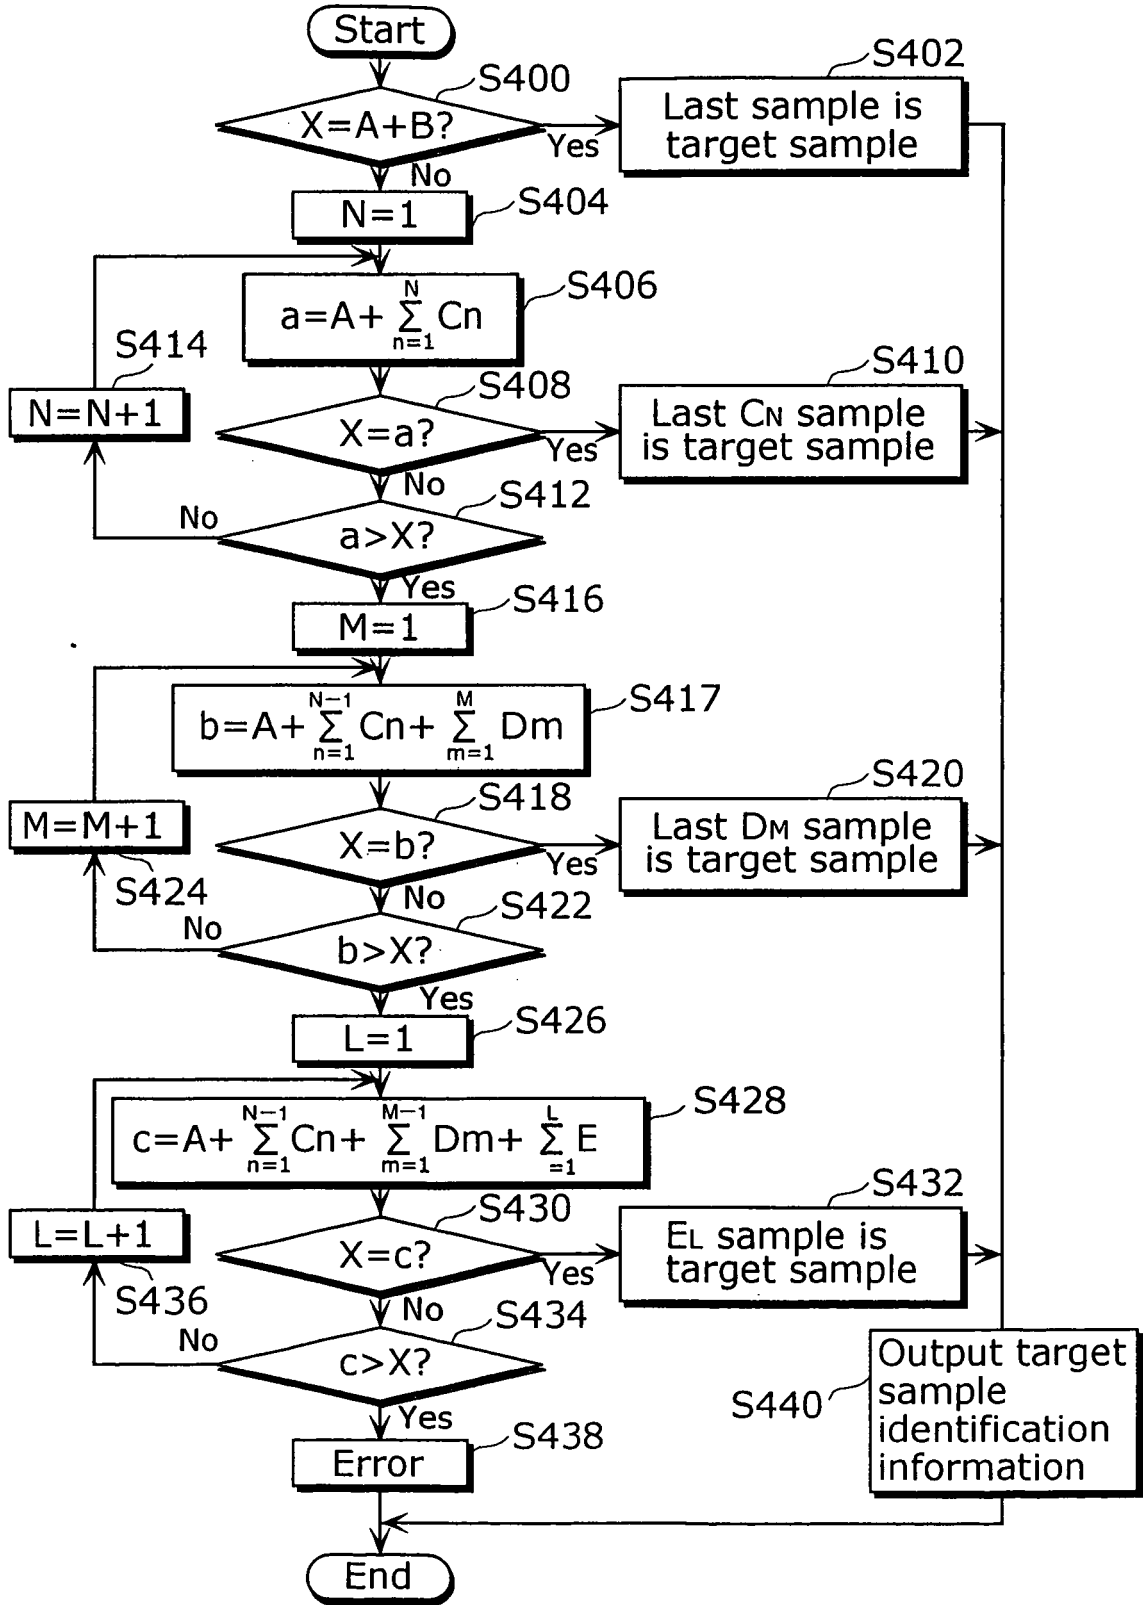 Start
S400
X=A+B?
Yes
No
S402
Last sample is
target sample
N=1
S404
a=A+ N Σ n=1 Cn
S406
S414
N=N+1
S408
X=a?
Yes
No
S410
Last CN sample
is target sample
S412
a>X?
No
Yes
M=1
S416
b=A+ N-1 Σ n=1 Cn+ M Σ m=1 Dm
S417
S418
X=b?
Yes
No
S420
Last DM sample
is target sample
M=M+1
S424
S422
b>X?
No
Yes
L=1
S426
c=A+ N-1 Σ n=1 Cn+ M-1 Σ m=1 Dm+ L Σ =1 E
S428
S430
X=c?
Yes
No
S432
EL sample is
target sample
L=L+1
S436
S434
c>X?
No
Yes
Error
S438
S440
Output target
sample
identification
information
End